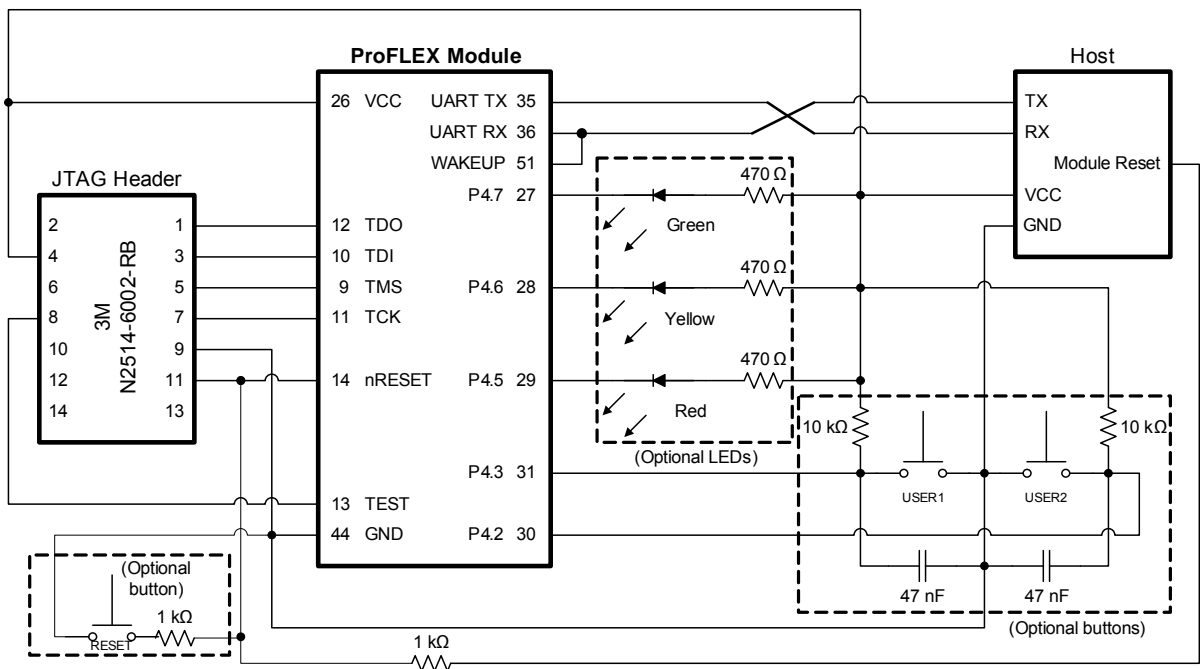 ProFLEX Module
Host
26 VCC
UART TX 35
TX
UART RX 36
RX
WAKEUP 51
Module Reset
470 Ω
JTAG Header
P4.7 27
VCC
Green
2
1
12 TDO
GND
4
3
10 TDI
470 Ω
6
5
9 TMS
P4.6 28
8
7
11 TCK
Yellow
3M
N2514-6002-RB
10
9
470 Ω
12
11
14 nRESET
P4.5 29
14
13
Red
10 kΩ
10 kΩ
(Optional LEDs)
P4.3 31
USER1
USER2
13 TEST
44 GND
P4.2 30
(Optional
button)
47 nF
47 nF
1 kΩ
(Optional buttons)
RESET
1 kΩ